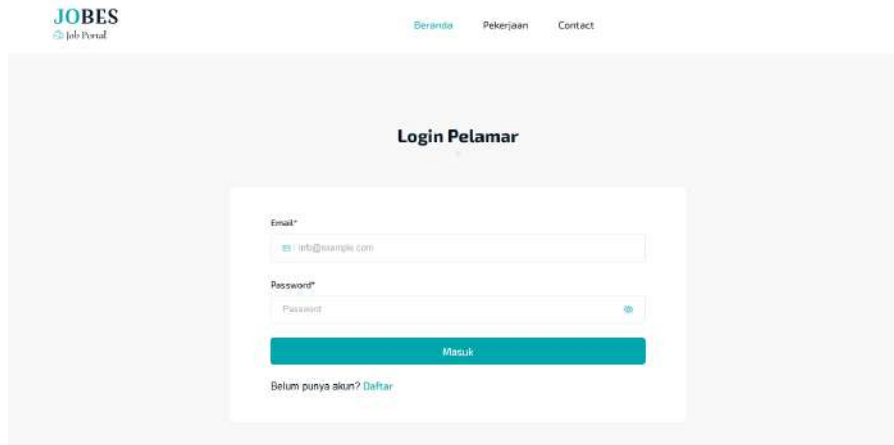 JOBES
Job Portal
Beranda Pekerjaan Contact
Login Pelamar
Email*
info@example.com
Password*
Password
Masuk
Belum punya akun? Daftar